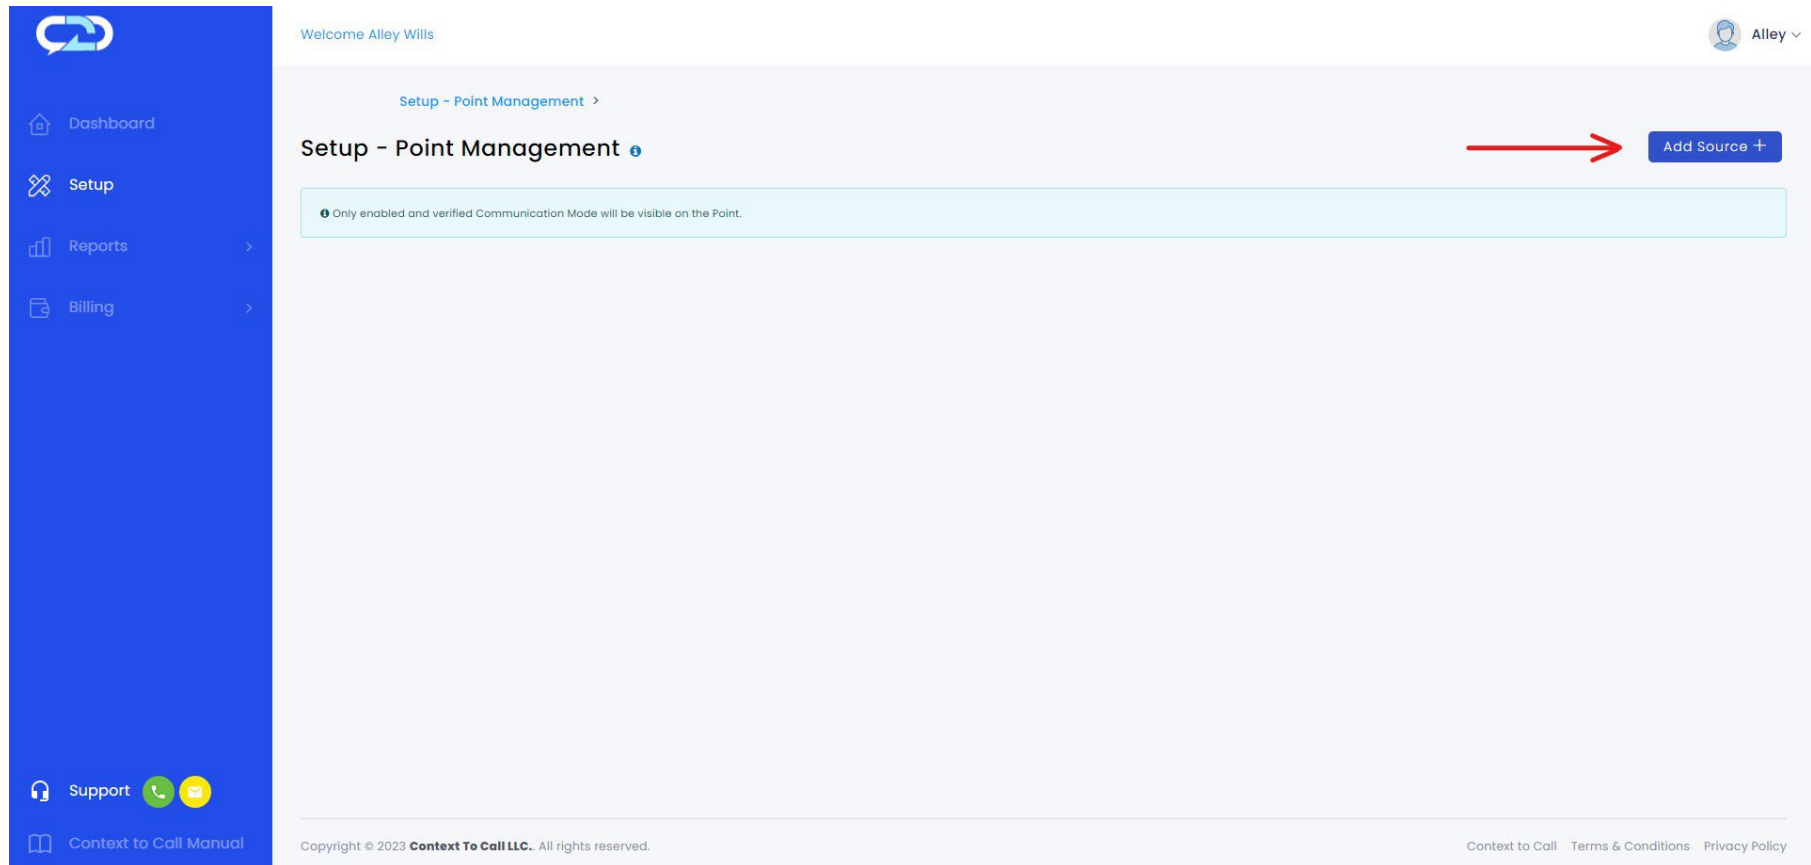 Welcome Alley Wills
Alley
Dashboard
Setup
Reports
Billing
Setup - Point Management >
Setup - Point Management
Add Source +
Only enabled and verified Communication Mode will be visible on the Point.
Support
Context to Call Manual
Copyright © 2023 Context To Call LLC.. All rights reserved.
Context to Call Terms & Conditions Privacy Policy